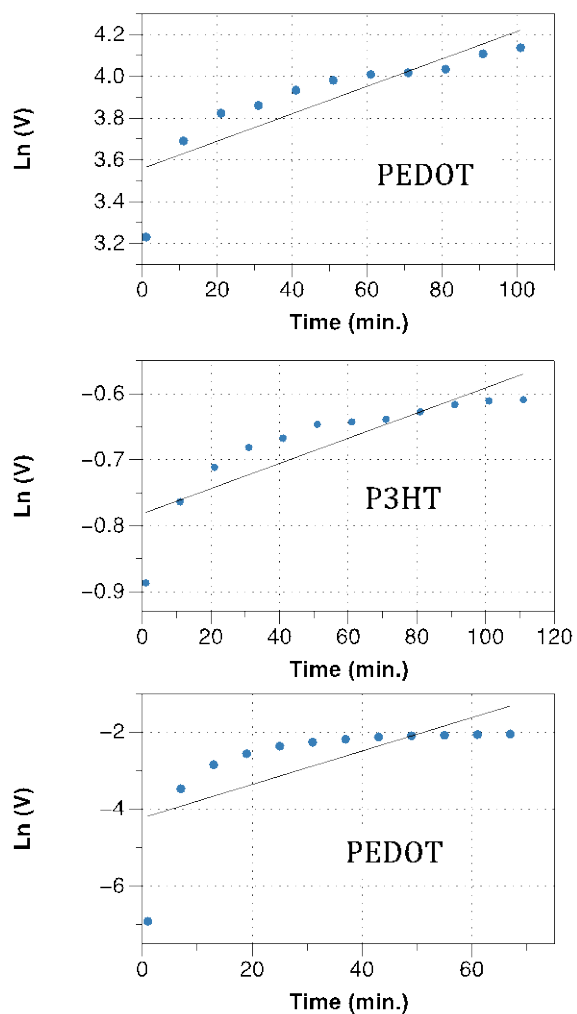 4.2
4.0
3.8
3.6
3.4
3.2
Ln (V)
PEDOT
0 20 40 60 80 100
Time (min.)
−0.6
−0.7
−0.8
−0.9
Ln (V)
P3HT
0 20 40 60 80 100 120
Time (min.)
−2
−4
−6
Ln (V)
PEDOT
0 20 40 60
Time (min.)